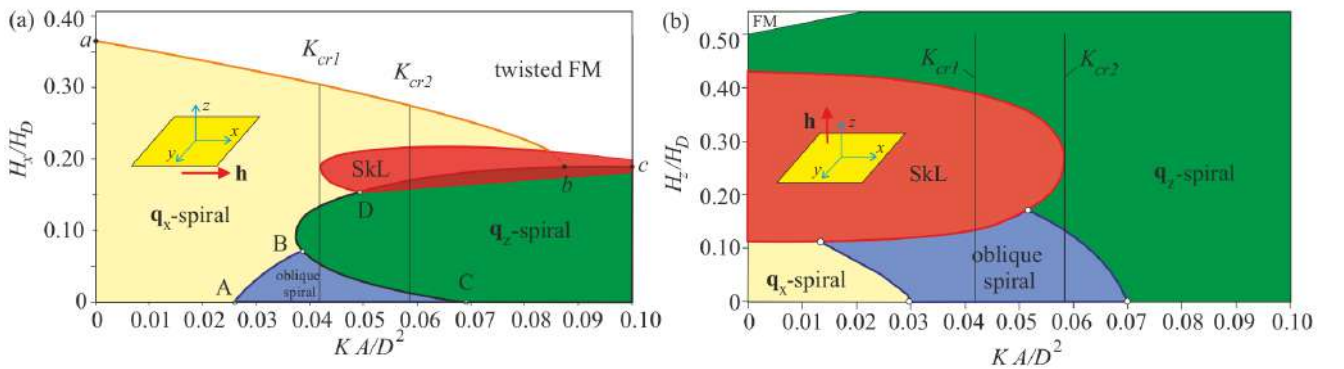 (a)
0.40
a
0.30
0.20
0.10
0
H_x/H_D
K_cr1
K_cr2
twisted FM
z
x
y
h
SkL
b
c
D
q_x-spiral
q_z-spiral
B
A
oblique
spiral
C
0 0.01 0.02 0.03 0.04 0.05 0.06 0.07 0.08 0.09 0.10
K A/D^2
(b)
FM
0.50
0.40
0.30
0.20
0.10
0
H_z/H_D
K_cr1
K_cr2
h
z
x
y
SkL
q_z-spiral
oblique
spiral
q_x-spiral
0 0.01 0.02 0.03 0.04 0.05 0.06 0.07 0.08 0.09 0.10
K A/D^2